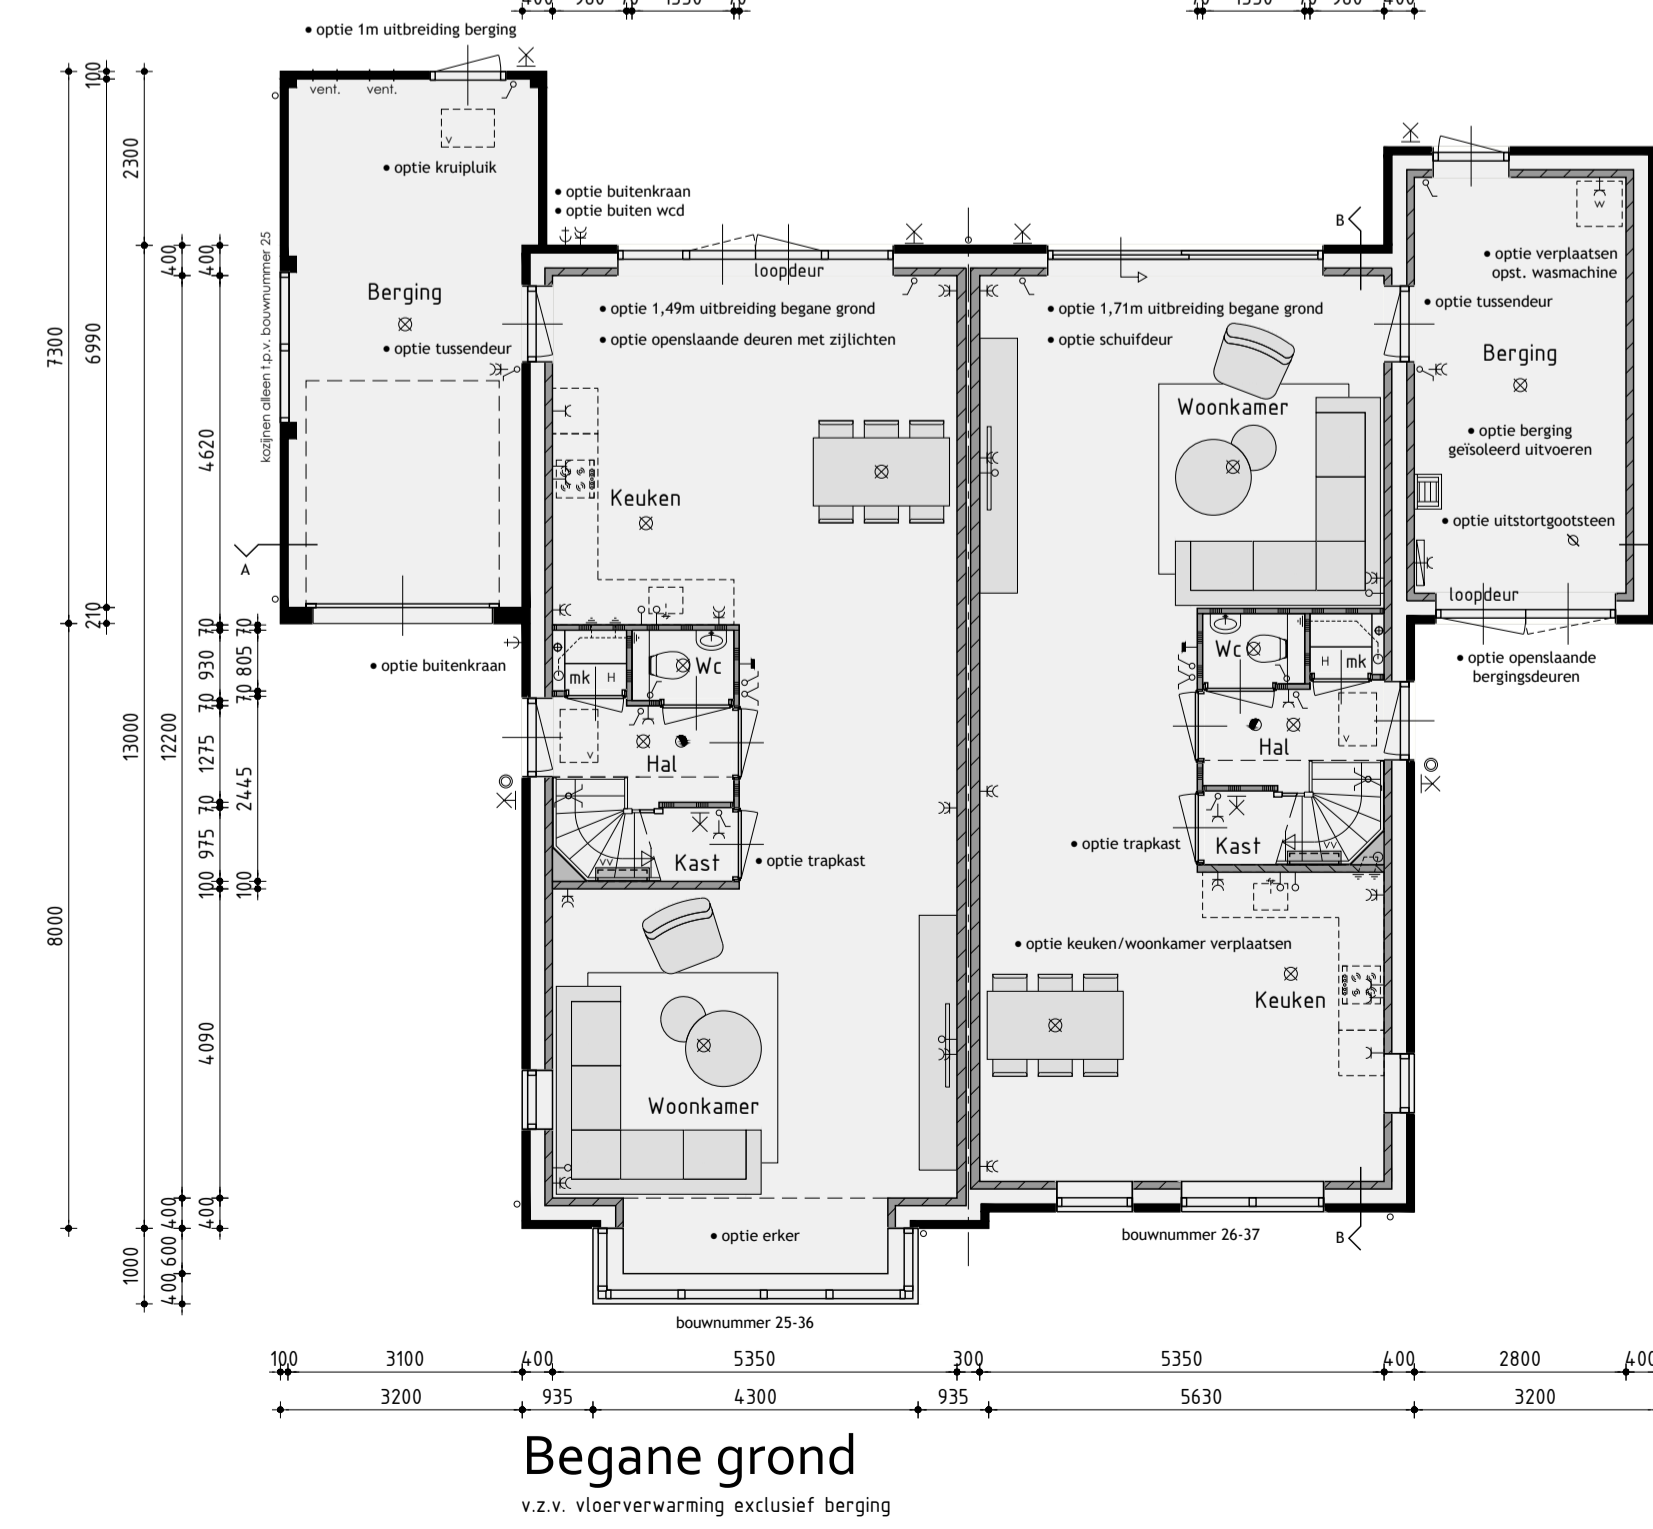 • optie 1m uitbreiding berging
vent.
vent.
• optie kruipluik
• optie buitenkraan
• optie buiten wcd
kozijnen alleen t.p.v. bouwnummer 25
Berging
• optie tussendeur
A
• optie buitenkraan
loopdeur
• optie 1,49m uitbreiding begane grond
• optie openslaande deuren met zijlichten
Keuken
mk
H
Wc
v
Hal
vv
Kast
• optie trapkast
Woonkamer
• optie erker
bouwnummer 25-36
B
• optie 1,71m uitbreiding begane grond
• optie schuifdeur
Woonkamer
Wc
H
mk
v
Hal
• optie trapkast
Kast
vv
• optie keuken/woonkamer verplaatsen
Keuken
bouwnummer 26-37
B
w
• optie verplaatsen
opst. wasmachine
• optie tussendeur
Berging
• optie berging
geïsoleerd uitvoeren
• optie uitstortgootsteen
loopdeur
• optie openslaande
bergingsdeuren
7300
8000
100
6990
210
2300
13000
1000
400
12200
400
600
400
400
4620
70
930
70
1275
70
975
100
4090
400
70
805
70
2445
100
100
3100
400
5350
300
5350
400
2800
400
3200
935
4300
935
5630
3200
Begane grond
v.z.v. vloerverwarming exclusief berging